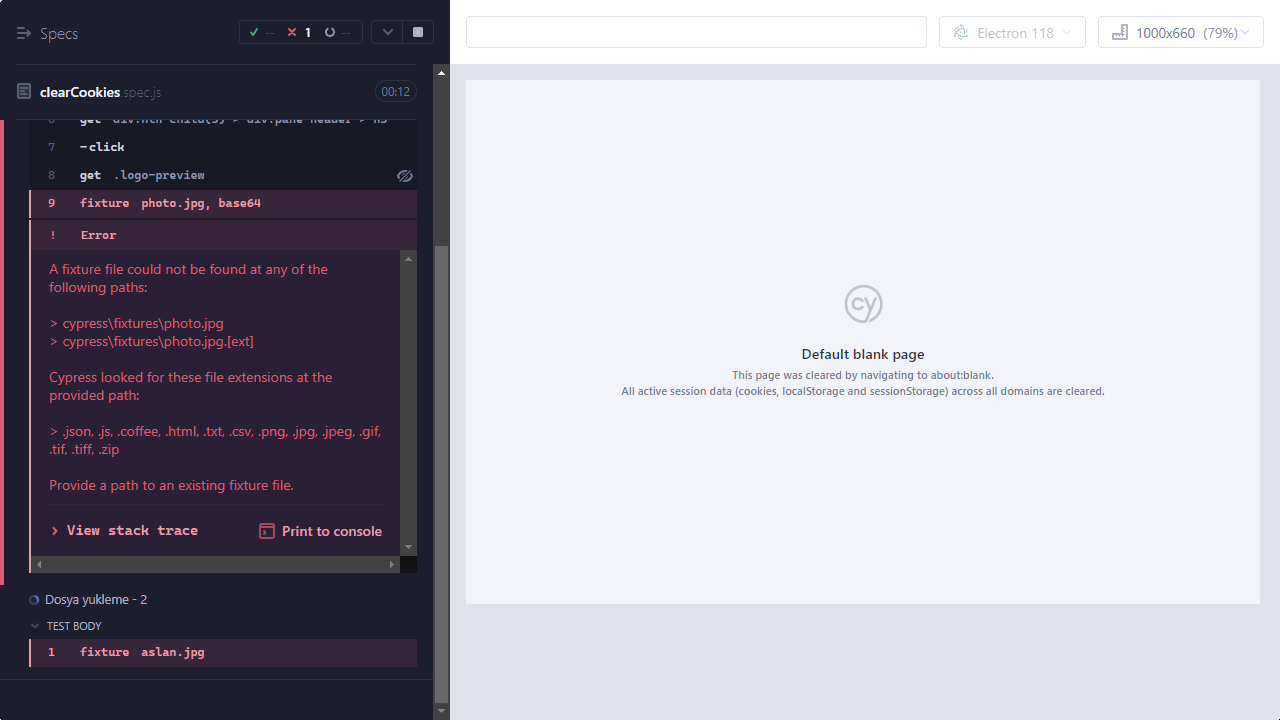 Specs
-- 1 --
Electron 118
1000x660 (79%)
clearCookies.spec.js
00:12
6 get div:nth-child(5) > div.pane-header > h5
7 -click
8 get .logo-preview
9 fixture photo.jpg, base64
! Error
A fixture file could not be found at any of the
following paths:
> cypress\fixtures\photo.jpg
> cypress\fixtures\photo.jpg.[ext]
Cypress looked for these file extensions at the
provided path:
> .json, .js, .coffee, .html, .txt, .csv, .png, .jpg, .jpeg, .gif,
.tif, .tiff, .zip
Provide a path to an existing fixture file.
View stack trace
Print to console
Dosya yukleme - 2
TEST BODY
1 fixture aslan.jpg
cy
Default blank page
This page was cleared by navigating to about:blank.
All active session data (cookies, localStorage and sessionStorage) across all domains are cleared.